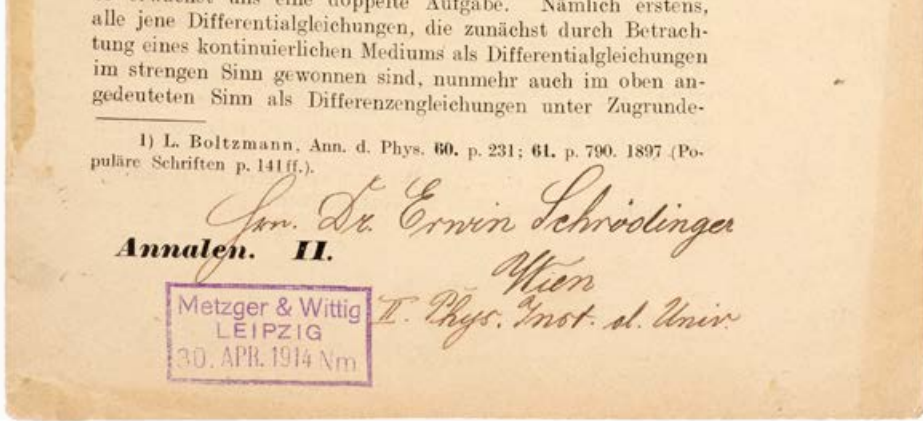 uns eine doppelte Aufgabe. Nämlich erstens,
alle jene Differentialgleichungen, die zunächst durch Betrach-
tung eines kontinuierlichen Mediums als Differentialgleichungen
im strengen Sinn gewonnen sind, nunmehr auch im oben an-
gedeuteten Sinn als Differenzengleichungen unter Zugrunde-
1) L. Boltzmann, Ann. d. Phys. 60. p. 231; 61. p. 790. 1897 (Po-
puläre Schriften p. 141 ff.).
Hrn. Dr. Erwin Schrödinger
Annalen. II.
Wien
II. Phys. Inst. d. Univ.
Metzger & Wittig
LEIPZIG
30. APR. 1914 Nm.